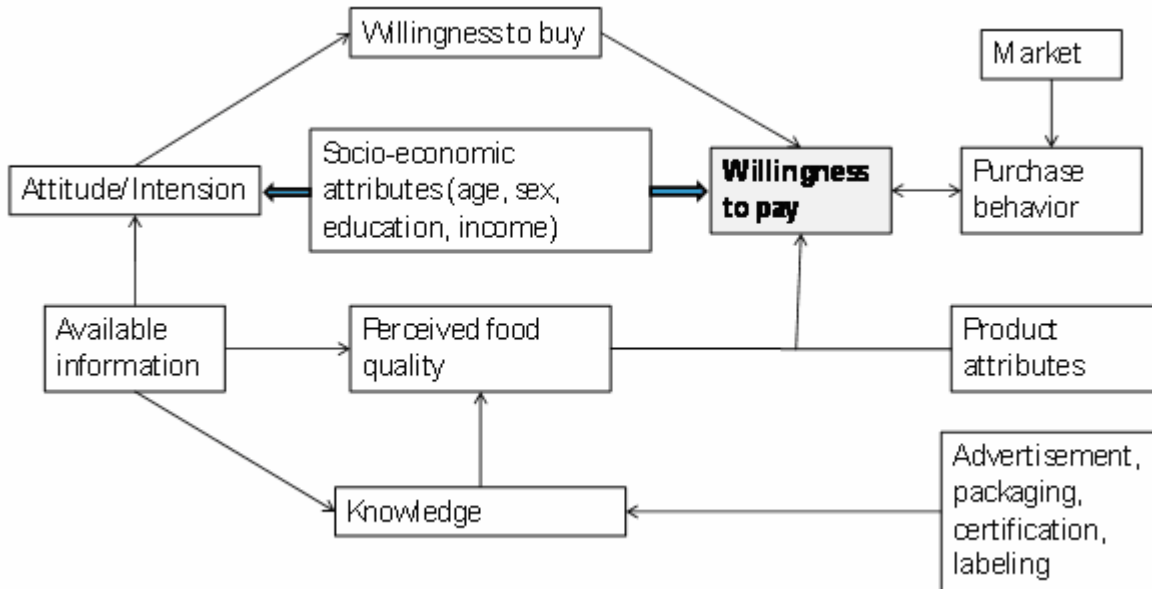 Willingness to buy
Market
Socio-economic
attributes (age, sex,
education, income)
Attitude/Intension
Willingness
to pay
Purchase
behavior
Available
information
Perceived food
quality
Product
attributes
Knowledge
Advertisement,
packaging,
certification,
labeling